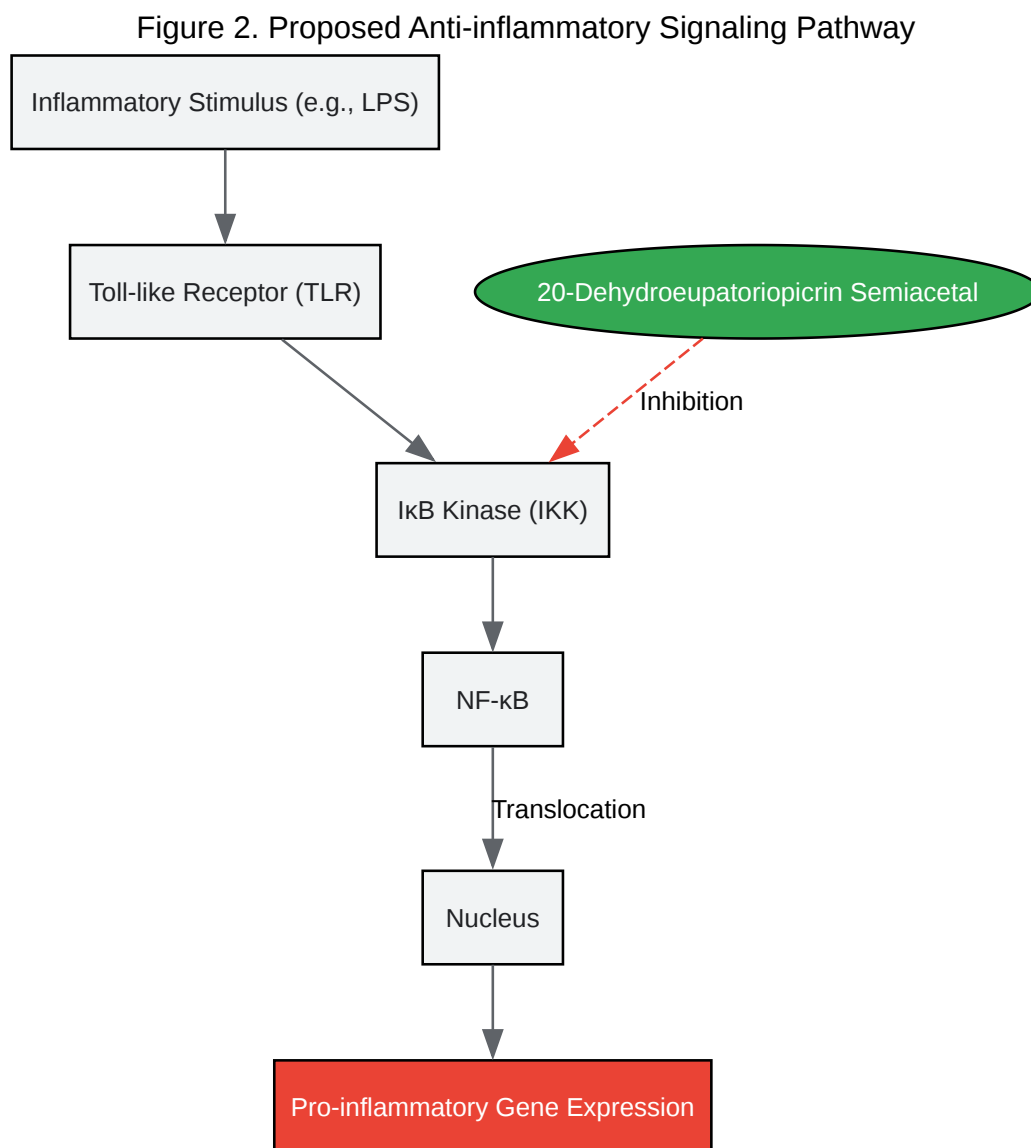 Figure 2. Proposed Anti-inflammatory Signaling Pathway
Inflammatory Stimulus (e.g., LPS)
Toll-like Receptor (TLR)
20-Dehydroeupatoriopicrin Semiacetal
Inhibition
IκB Kinase (IKK)
NF-κB
Translocation
Nucleus
Pro-inflammatory Gene Expression